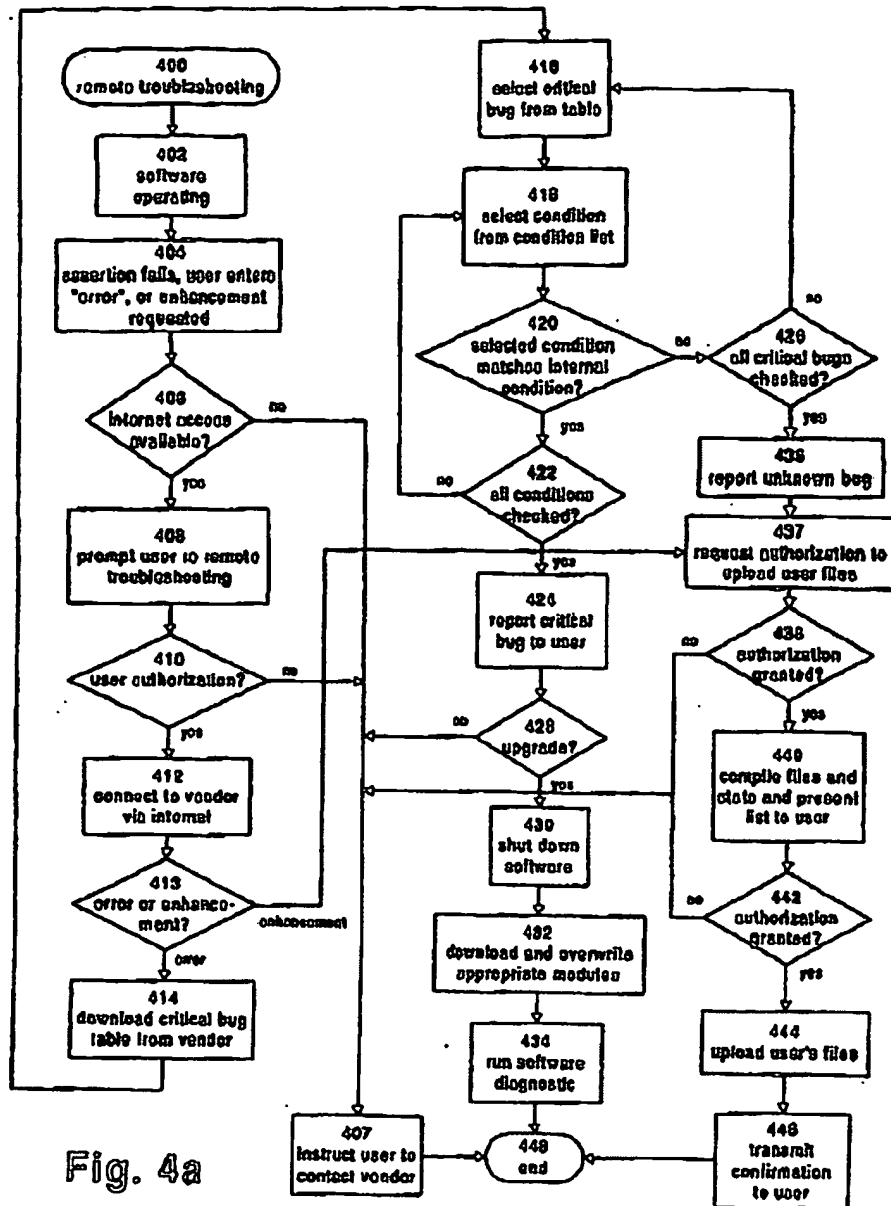 400
remote troubleshooting
402
software
operating
404
assertion fails, user enters
"error", or enhancement
requested
406
internet access
available?
no
yes
408
prompt user to remote
troubleshooting
410
user authorization?
no
yes
412
connect to vendor
via internet
413
error or enhance-
ment?
enhancement
error
414
download critical bug
table from vendor
416
select critical
bug from table
418
select condition
from condition list
420
selected condition
matches internal
condition?
no
yes
422
all conditions
checked?
no
yes
424
report critical
bug to user
428
upgrade?
no
yes
430
shut down
software
432
download and overwrite
appropriate modules
434
run software
diagnostic
448
end
407
instruct user to
contact vendor
426
all critical bugs
checked?
no
yes
436
report unknown bug
437
request authorization to
upload user files
438
authorization
granted?
no
yes
440
compile files and
state and present
list to user
442
authorization
granted?
no
yes
444
upload user's files
446
transmit
confirmation
to user
Fig. 4a